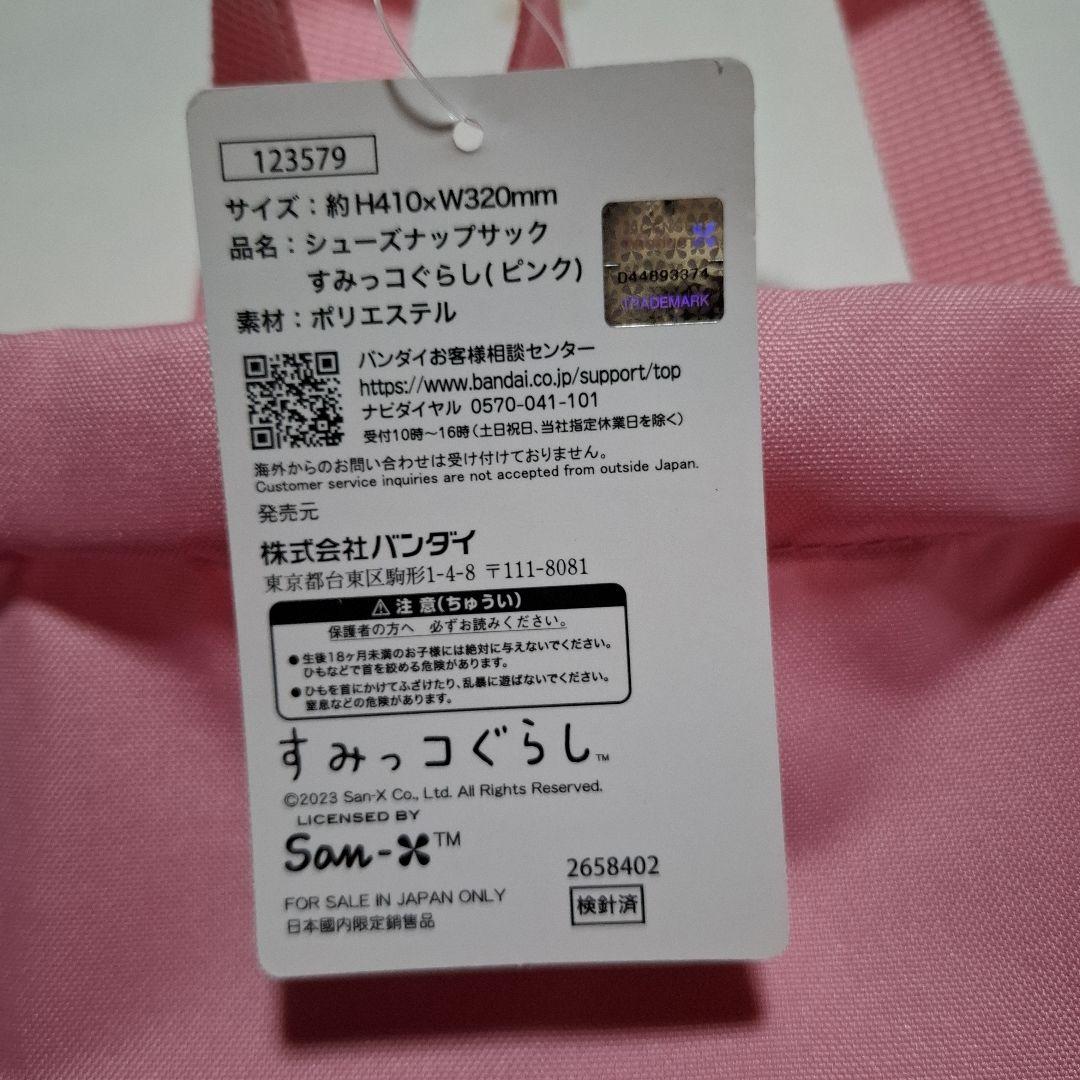 123579
サイズ：約H410×W320mm
品名：シューズナップサック
すみっコぐらし(ピンク)
素材：ポリエステル
D44893374
TRADEMARK
バンダイお客様相談センター
https://www.bandai.co.jp/support/top
ナビダイヤル 0570-041-101
受付10時～16時(土日祝日、当社指定休業日を除く)
海外からのお問い合わせは受け付けておりません。
Customer service inquiries are not accepted from outside Japan.
発売元
株式会社バンダイ
東京都台東区駒形1-4-8 〒111-8081
⚠注意(ちゅうい)
保護者の方へ 必ずお読みください。
●生後18ヶ月未満のお子様には絶対に与えないでください。
ひもなどで首を絞める危険があります。
●ひもを首にかけてふざけたり、乱暴に遊ばないでください。
窒息などの危険があります。
すみっコぐらし™
©2023 San-X Co., Ltd. All Rights Reserved.
LICENSED BY
San-X™
2658402
FOR SALE IN JAPAN ONLY
検針済
日本國内限定銷售品